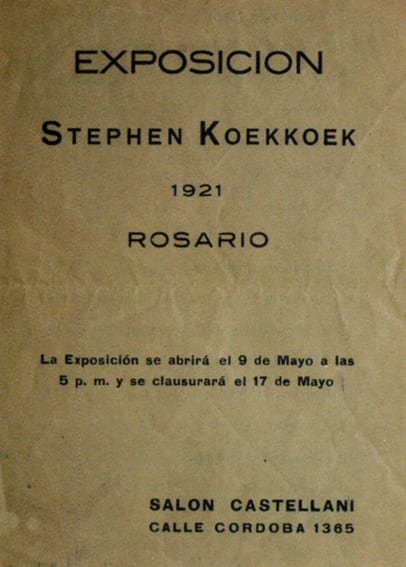 EXPOSICION
STEPHEN KOEKKOEK
1921
ROSARIO
La Exposición se abrirá el 9 de Mayo a las
5 p. m. y se clausurará el 17 de Mayo
SALON CASTELLANI
CALLE CORDOBA 1365